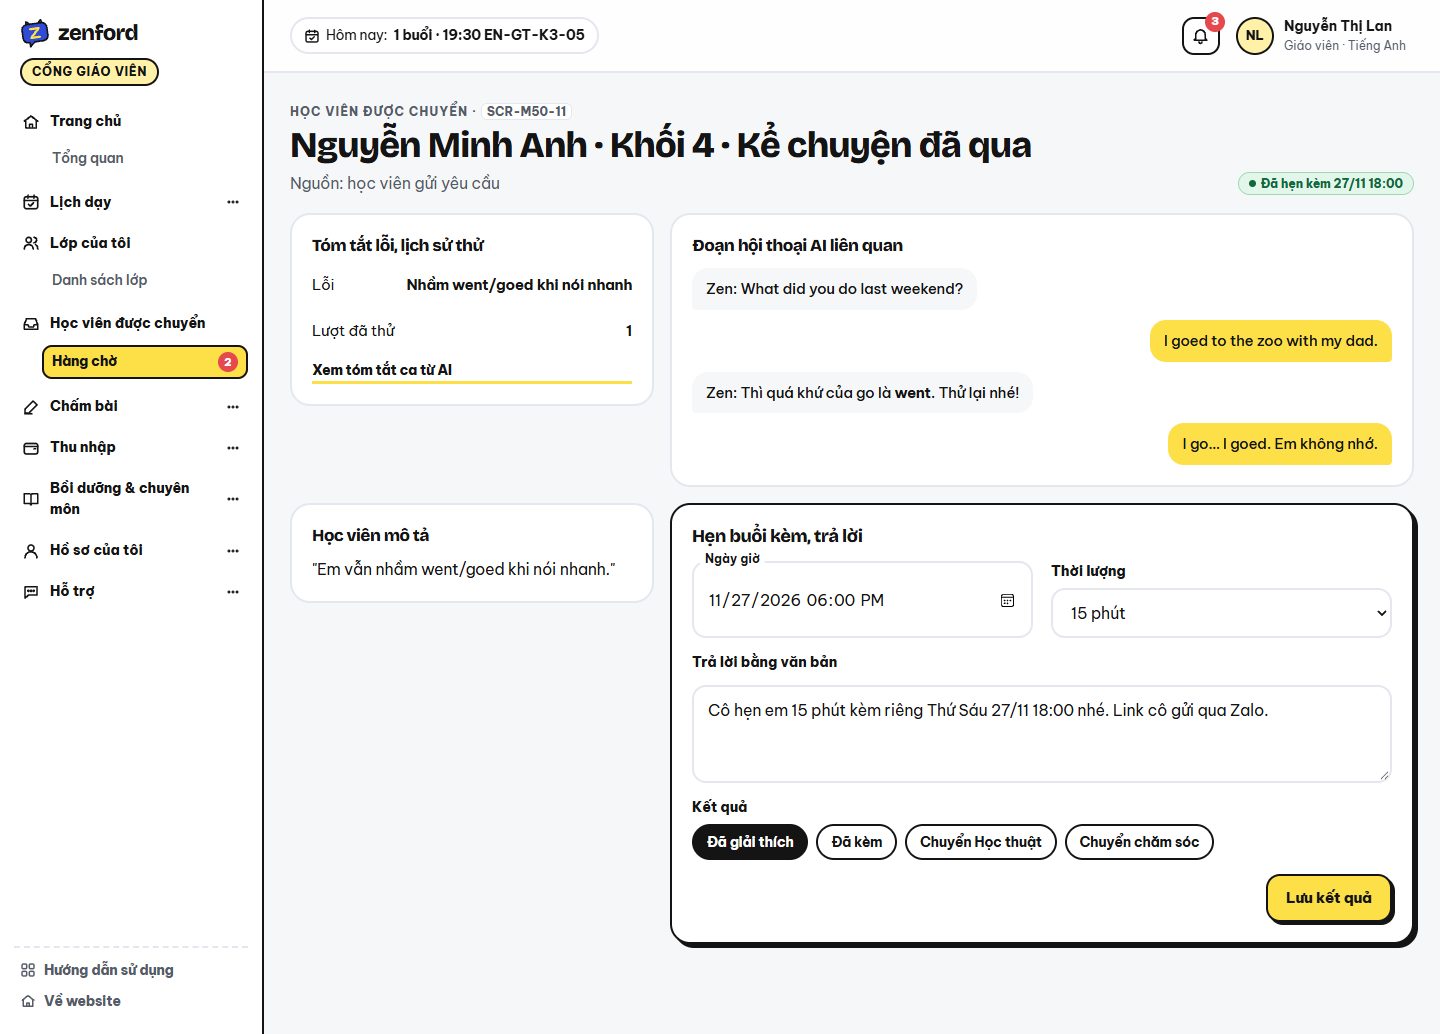 zenford
CỔNG GIÁO VIÊN
Trang chủ
Tổng quan
Lịch dạy
Lớp của tôi
Danh sách lớp
Học viên được chuyển
Hàng chờ
2
Chấm bài
Thu nhập
Bồi dưỡng & chuyên
môn
Hồ sơ của tôi
Hỗ trợ
Hướng dẫn sử dụng
Về website
Hôm nay: 1 buổi · 19:30 EN-GT-K3-05
3
NL
Nguyễn Thị Lan
Giáo viên · Tiếng Anh
HỌC VIÊN ĐƯỢC CHUYỂN · SCR-M50-11
Nguyễn Minh Anh · Khối 4 · Kể chuyện đã qua
Nguồn: học viên gửi yêu cầu
Đã hẹn kèm 27/11 18:00
Tóm tắt lỗi, lịch sử thử
Lỗi
Nhầm went/goed khi nói nhanh
Lượt đã thử
1
Xem tóm tắt ca từ AI
Đoạn hội thoại AI liên quan
Zen: What did you do last weekend?
I goed to the zoo with my dad.
Zen: Thì quá khứ của go là went. Thử lại nhé!
I go... I goed. Em không nhớ.
Học viên mô tả
"Em vẫn nhầm went/goed khi nói nhanh."
Hẹn buổi kèm, trả lời
Ngày giờ
11/27/2026 06:00 PM
Thời lượng
15 phút
Trả lời bằng văn bản
Cô hẹn em 15 phút kèm riêng Thứ Sáu 27/11 18:00 nhé. Link cô gửi qua Zalo.
Kết quả
Đã giải thích
Đã kèm
Chuyển Học thuật
Chuyển chăm sóc
Lưu kết quả